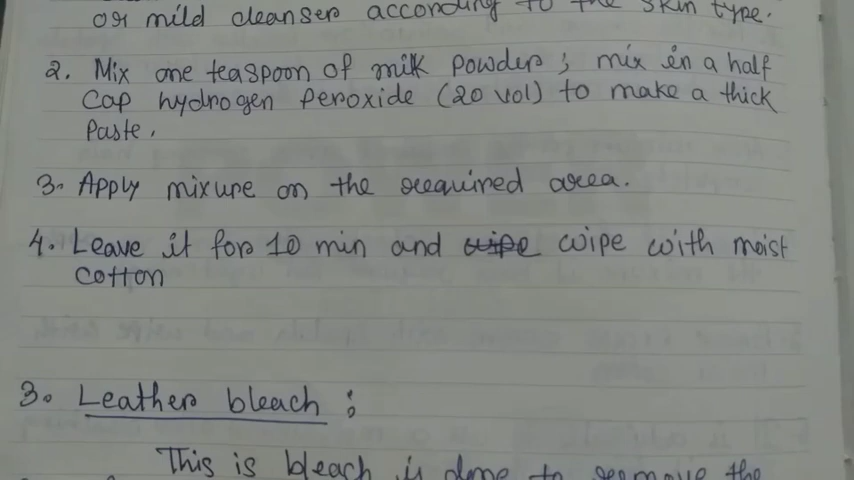 or mild cleanser according to the skin type.
2. Mix one teaspoon of milk powder; mix in a half
cap hydrogen peroxide (20 vol) to make a thick
paste.
3. Apply mixure on the required area.
4. Leave it for 10 min and wipe wipe with moist
cotton
3. Leather bleach :
This is bleach is done to remove the